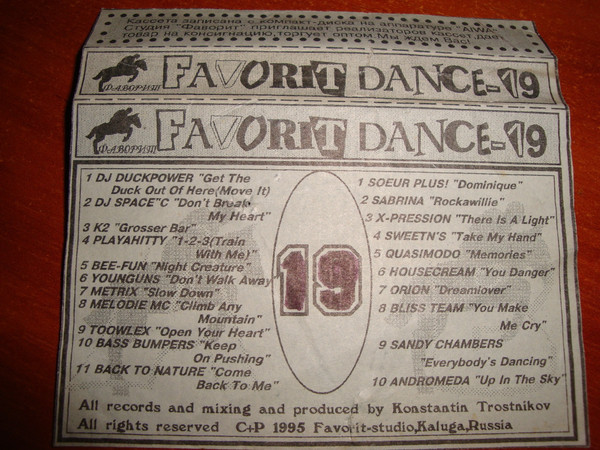 Кассета записана с компакт-диска на аппаратуре "AIWA"
Студия "Фаворит" приглашает реализаторов кассет. Дает
товар на консигнацию, торгует оптом. Мы ждем Вас!
ФАВОРИТ
FAVORIT DANCE-19
ФАВОРИТ
FAVORIT DANCE-19
1 DJ DUCKPOWER "Get The
Duck Out Of Here(Move It)
2 DJ SPACE"C "Don't Break
My Heart"
3 K2 "Grosser Bar"
4 PLAYAHITTY "1-2-3(Train
With Me)"
5 BEE-FUN "Night Creature"
6 YOUNGUNS "Don't Walk Away
7 METRIX "Slow Down"
8 MELODIE MC "Climb Any
Mountain"
9 TOOWLEX "Open Your Heart"
10 BASS BUMPERS "Keep
On Pushing"
11 BACK TO NATURE "Come
Back To Me"
19
1 SOEUR PLUS! "Dominique"
2 SABRINA "Rockawillie"
3 X-PRESSION "There Is A Light"
4 SWEETN'S "Take My Hand"
5 QUASIMODO "Memories"
6 HOUSECREAM "You Danger"
7 ORION "Dreamlover"
8 BLISS TEAM "You Make
Me Cry"
9 SANDY CHAMBERS
"Everybody's Dancing"
10 ANDROMEDA "Up In The Sky"
All records and mixing and produced by Konstantin Trostnikov
All rights reserved C+P 1995 Favorit-studio,Kaluga,Russia